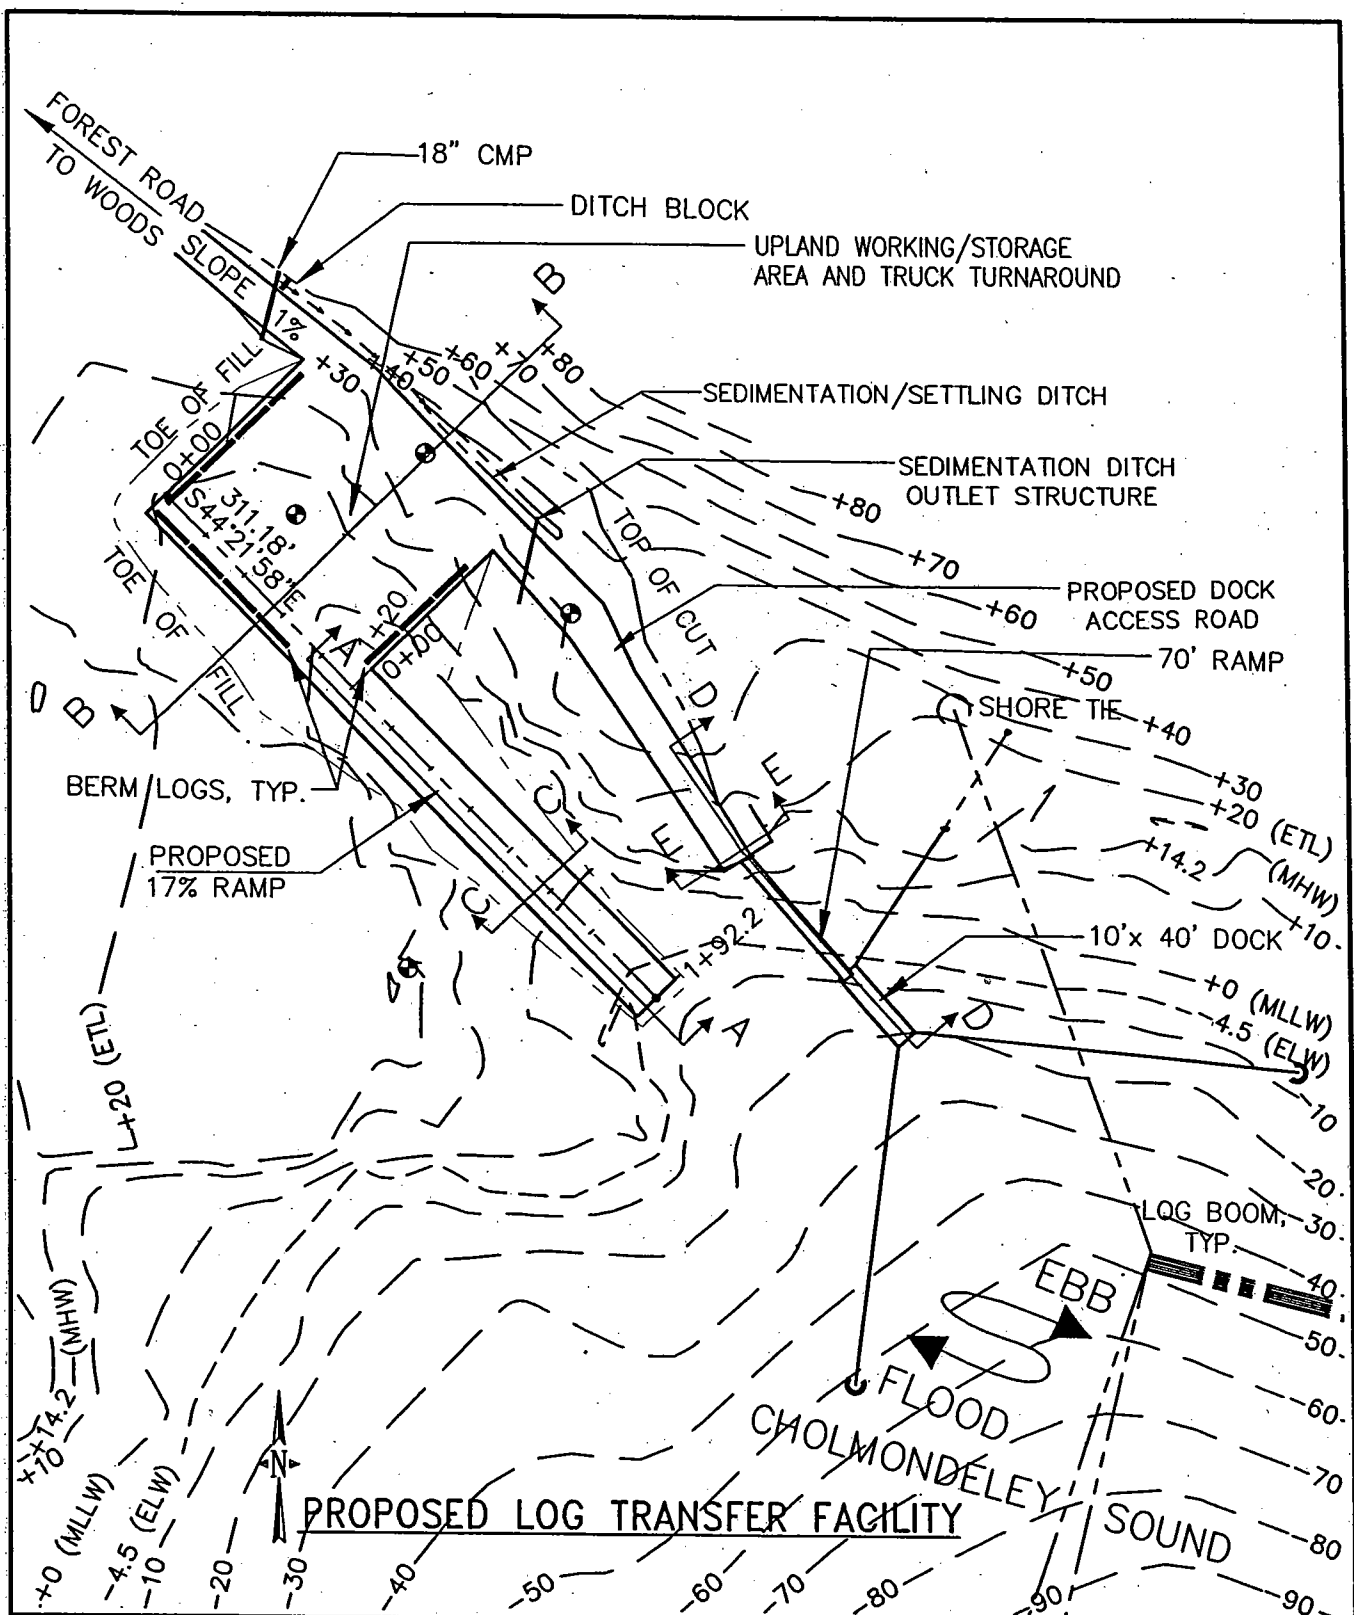 FOREST ROAD
TO WOODS SLOPE
1%
18" CMP
DITCH BLOCK
UPLAND WORKING/STORAGE
AREA AND TRUCK TURNAROUND
B
+30
+40
+50
+60
+70
+80
TOE OF FILL
0+00
311.18'
S44°21'58"E
SEDIMENTATION/SETTLING DITCH
SEDIMENTATION DITCH
OUTLET STRUCTURE
+80
+70
+60
+50
+40
+30
+20 (ETL)
+14.2 (MHW)
+10
+0 (MLLW)
-4.5 (ELW)
-10
-20
-30
-40
-50
-60
-70
-80
-90
TOP OF CUT
PROPOSED DOCK
ACCESS ROAD
70' RAMP
SHORE TIE
TOE OF FILL
A
+20
0+00
B
D
E
E
BERM LOGS, TYP.
C
PROPOSED
17% RAMP
C
1+92.2
10'x 40' DOCK
A
D
+20 (ETL)
LOG BOOM,
TYP.
EBB
FLOOD
CHOLMONDELEY SOUND
+14.2 (MHW)
+10
+0 (MLLW)
-4.5 (ELW)
-10
-20
-30
-40
-50
-60
-70
-80
-90
N
PROPOSED LOG TRANSFER FACILITY